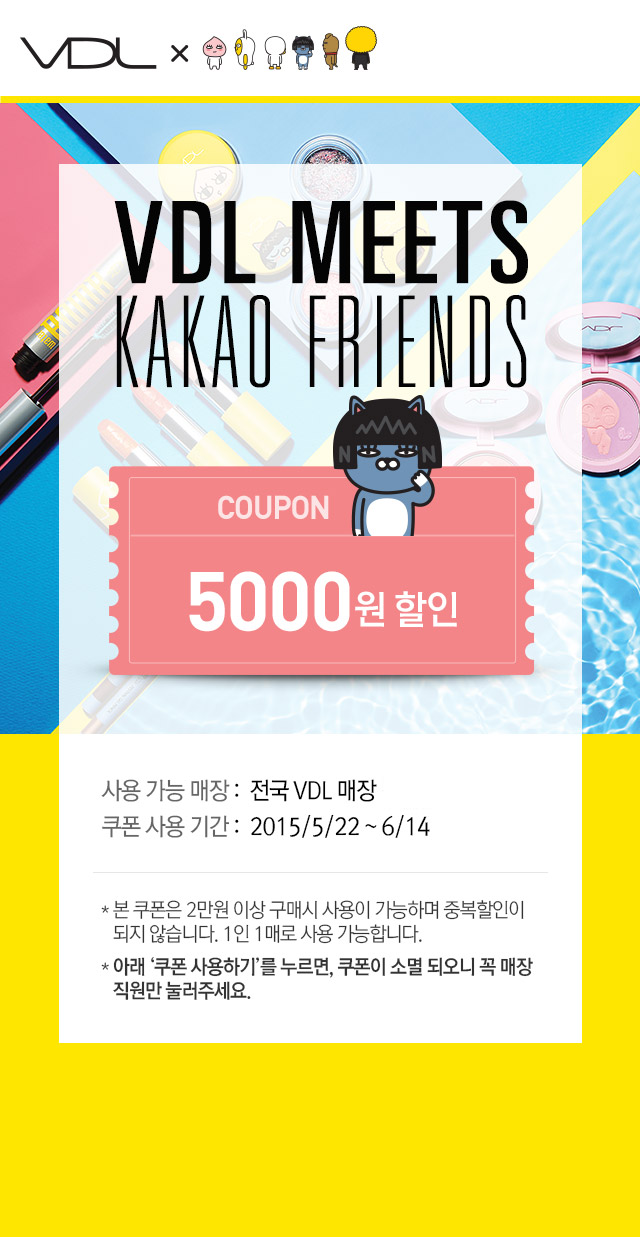 VDL ×
VDL MEETS
KAKAO FRIENDS
COUPON
5000원 할인
사용 가능 매장 : 전국 VDL 매장
쿠폰 사용 기간 : 2015/5/22 ~ 6/14
* 본 쿠폰은 2만원 이상 구매시 사용이 가능하며 중복할인이
되지 않습니다. 1인 1매로 사용 가능합니다.
* 아래 ‘쿠폰 사용하기’를 누르면, 쿠폰이 소멸 되오니 꼭 매장
직원만 눌러주세요.